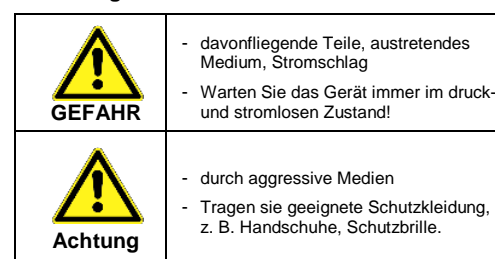 - davonfliegende Teile, austretendes
Medium, Stromschlag
- Warten Sie das Gerät immer im druck-
und stromlosen Zustand!
GEFAHR
- durch aggressive Medien
- Tragen sie geeignete Schutzkleidung,
z. B. Handschuhe, Schutzbrille.
Achtung